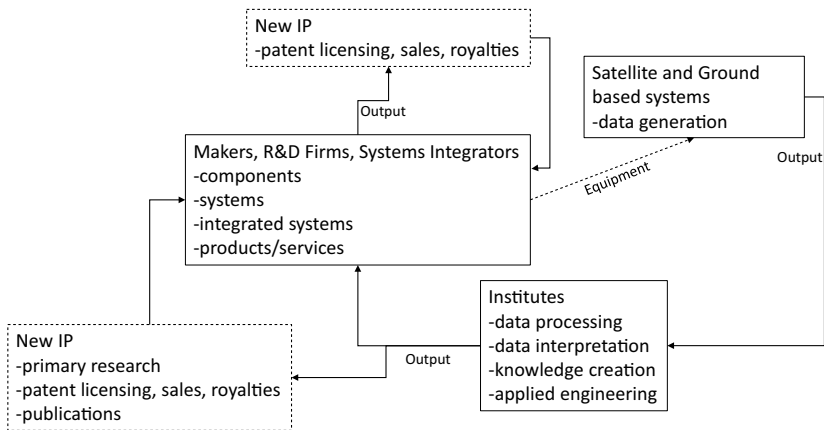 New IP
-patent licensing, sales, royalties
Output
Satellite and Ground
based systems
-data generation
Output
Makers, R&D Firms, Systems Integrators
-components
-systems
-integrated systems
-products/services
Equipment
Institutes
-data processing
-data interpretation
-knowledge creation
-applied engineering
Output
New IP
-primary research
-patent licensing, sales, royalties
-publications